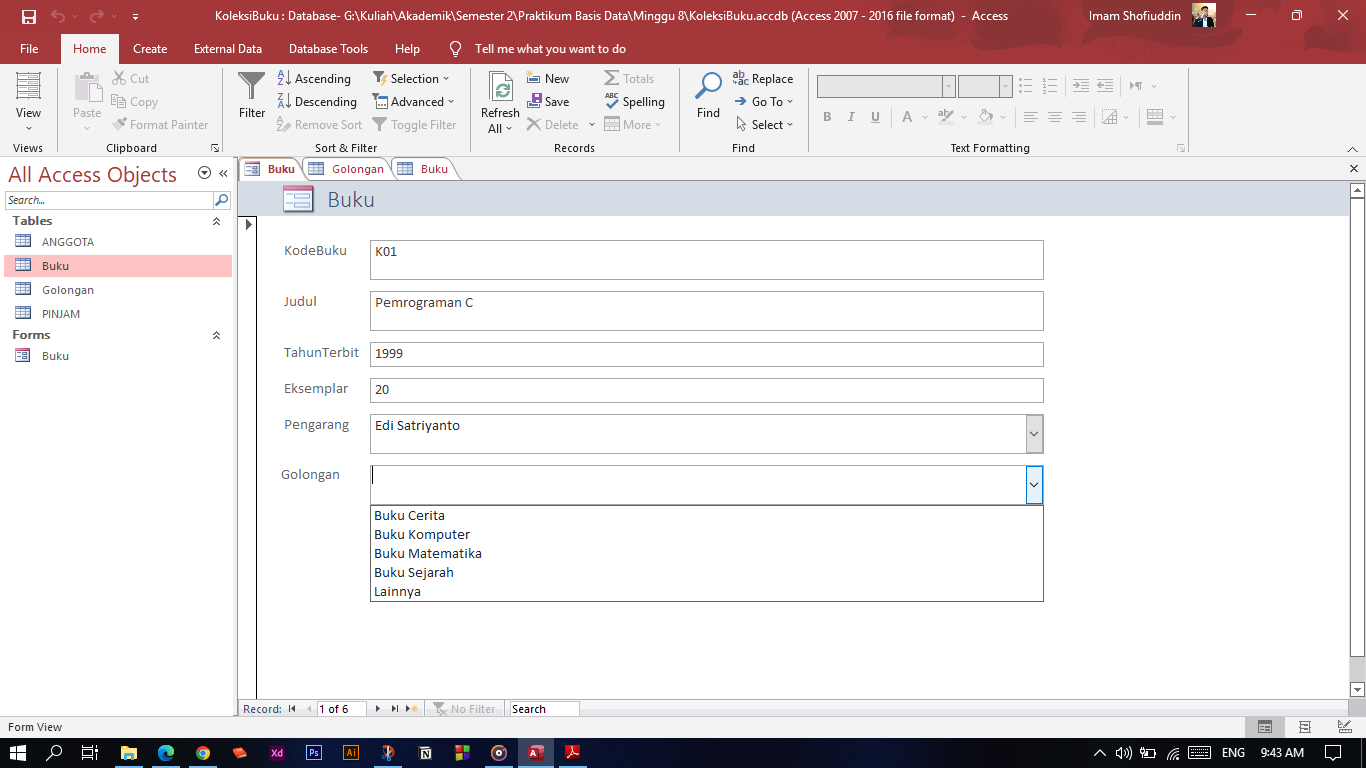 KoleksiBuku : Database- G:\Kuliah\Akademik\Semester 2\Praktikum Basis Data\Minggu 8\KoleksiBuku.accdb (Access 2007 - 2016 file format) - Access
Imam Shofiuddin
File Home Create External Data Database Tools Help Tell me what you want to do
View
Views
Paste
Cut
Copy
Format Painter
Clipboard
Filter
Ascending
Descending
Remove Sort
Selection
Advanced
Toggle Filter
Sort & Filter
Refresh
All
New
Save
Delete
Totals
Spelling
More
Records
Find
Replace
Go To
Select
Find
B I U A
Text Formatting
All Access Objects
Search...
Tables
ANGGOTA
Buku
Golongan
PINJAM
Forms
Buku
Buku Golongan Buku
Buku
KodeBuku K01
Judul Pemrograman C
TahunTerbit 1999
Eksemplar 20
Pengarang Edi Satriyanto
Golongan
Buku Cerita
Buku Komputer
Buku Matematika
Buku Sejarah
Lainnya
Record: 1 of 6 No Filter Search
Form View
Xd Ps Ai N A
ENG 9:43 AM